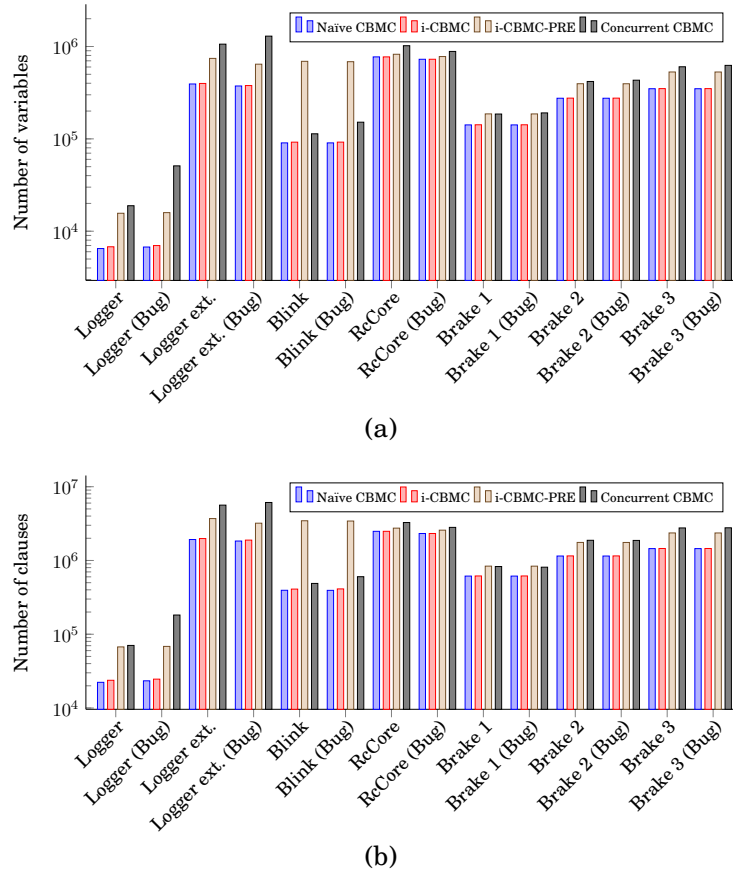 Naïve CBMC i-CBMC i-CBMC-PRE Concurrent CBMC
Number of variables
10^6
10^5
10^4
Logger
Logger (Bug)
Logger ext.
Logger ext. (Bug)
Blink
Blink (Bug)
RcCore
RcCore (Bug)
Brake 1
Brake 1 (Bug)
Brake 2
Brake 2 (Bug)
Brake 3
Brake 3 (Bug)
(a)
Naïve CBMC i-CBMC i-CBMC-PRE Concurrent CBMC
Number of clauses
10^7
10^6
10^5
10^4
Logger
Logger (Bug)
Logger ext.
Logger ext. (Bug)
Blink
Blink (Bug)
RcCore
RcCore (Bug)
Brake 1
Brake 1 (Bug)
Brake 2
Brake 2 (Bug)
Brake 3
Brake 3 (Bug)
(b)